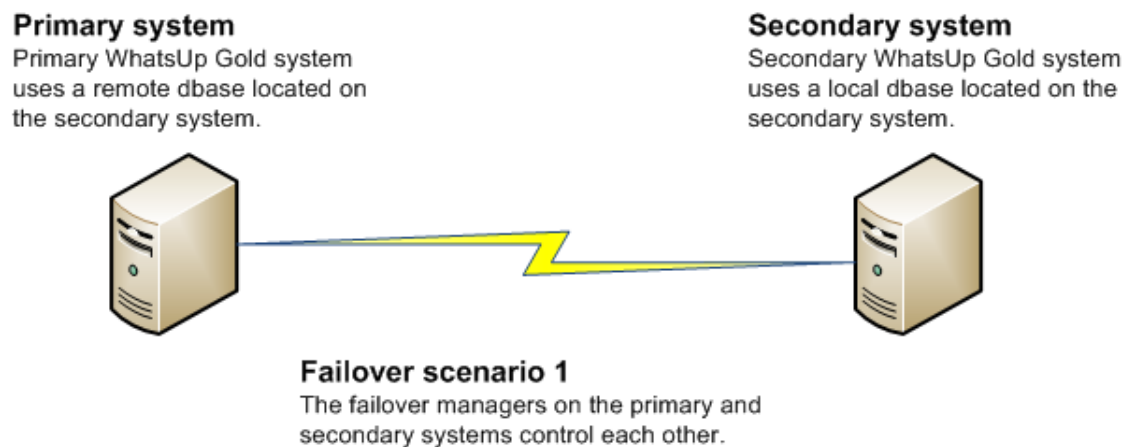 Primary system
Primary WhatsUp Gold system
uses a remote dbase located on
the secondary system.
Secondary system
Secondary WhatsUp Gold system
uses a local dbase located on the
secondary system.
Failover scenario 1
The failover managers on the primary and
secondary systems control each other.